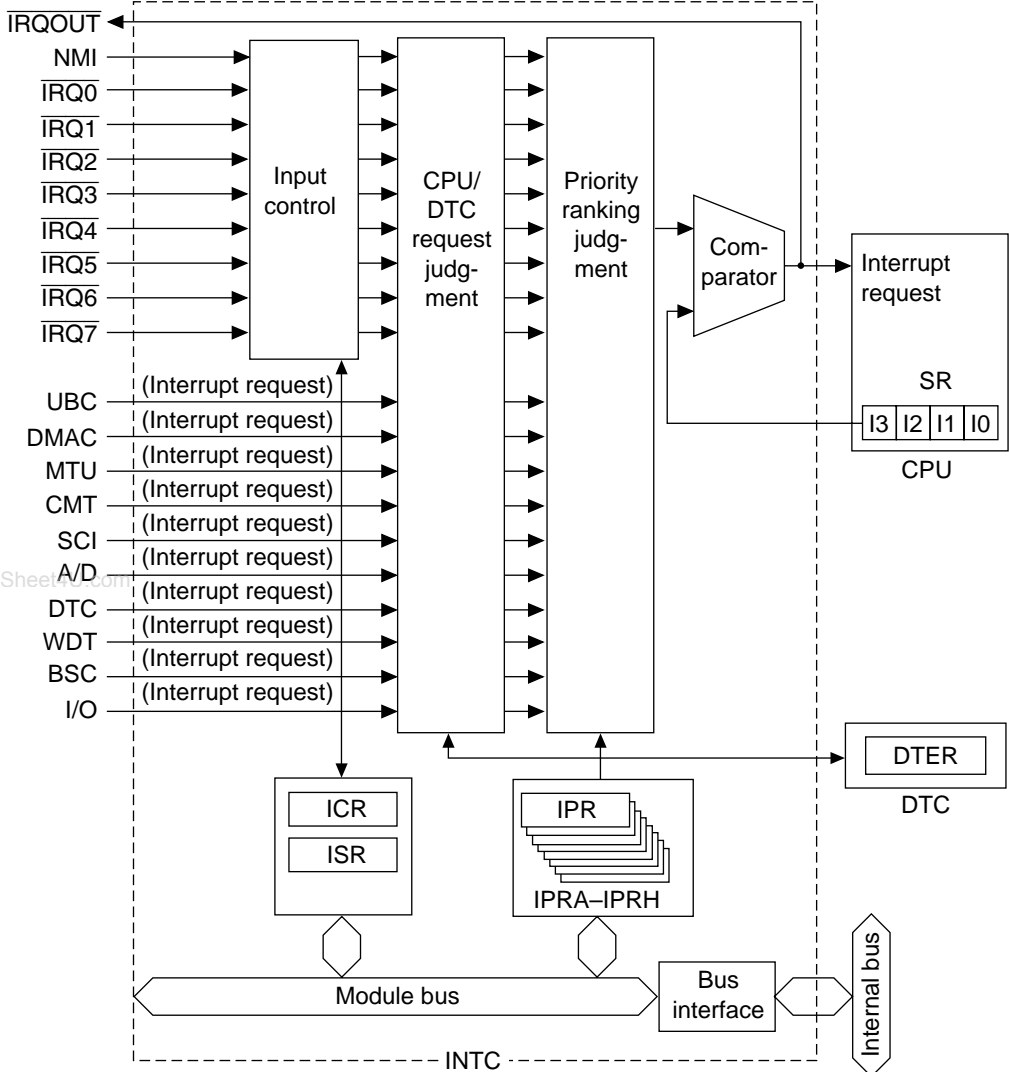 IRQOUT
NMI
IRQ0
IRQ1
IRQ2
IRQ3
IRQ4
IRQ5
IRQ6
IRQ7
Input
control
CPU/
DTC
request
judg-
ment
Priority
ranking
judg-
ment
Com-
parator
Interrupt
request
SR
I3 I2 I1 I0
CPU
UBC (Interrupt request)
DMAC (Interrupt request)
MTU (Interrupt request)
CMT (Interrupt request)
SCI (Interrupt request)
A/D (Interrupt request)
DTC (Interrupt request)
WDT (Interrupt request)
BSC (Interrupt request)
I/O (Interrupt request)
Sheet4U.com
DTER
DTC
ICR
ISR
IPR
IPRA–IPRH
Module bus
Bus
interface
Internal bus
INTC